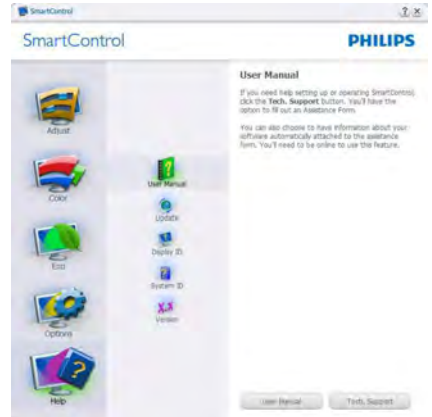 SmartControl
SmartControl
PHILIPS
Adjust
Color
Eco
Options
Help
User Manual
Update
Display ID
System ID
Version
User Manual
If you need help setting up or operating SmartControl,
click the Tech. Support button. You'll have the
option to fill out an Assistance Form.
You can also choose to have information about your
software automatically attached to the assistance
form. You'll need to be online to use the feature.
User Manual
Tech. Support